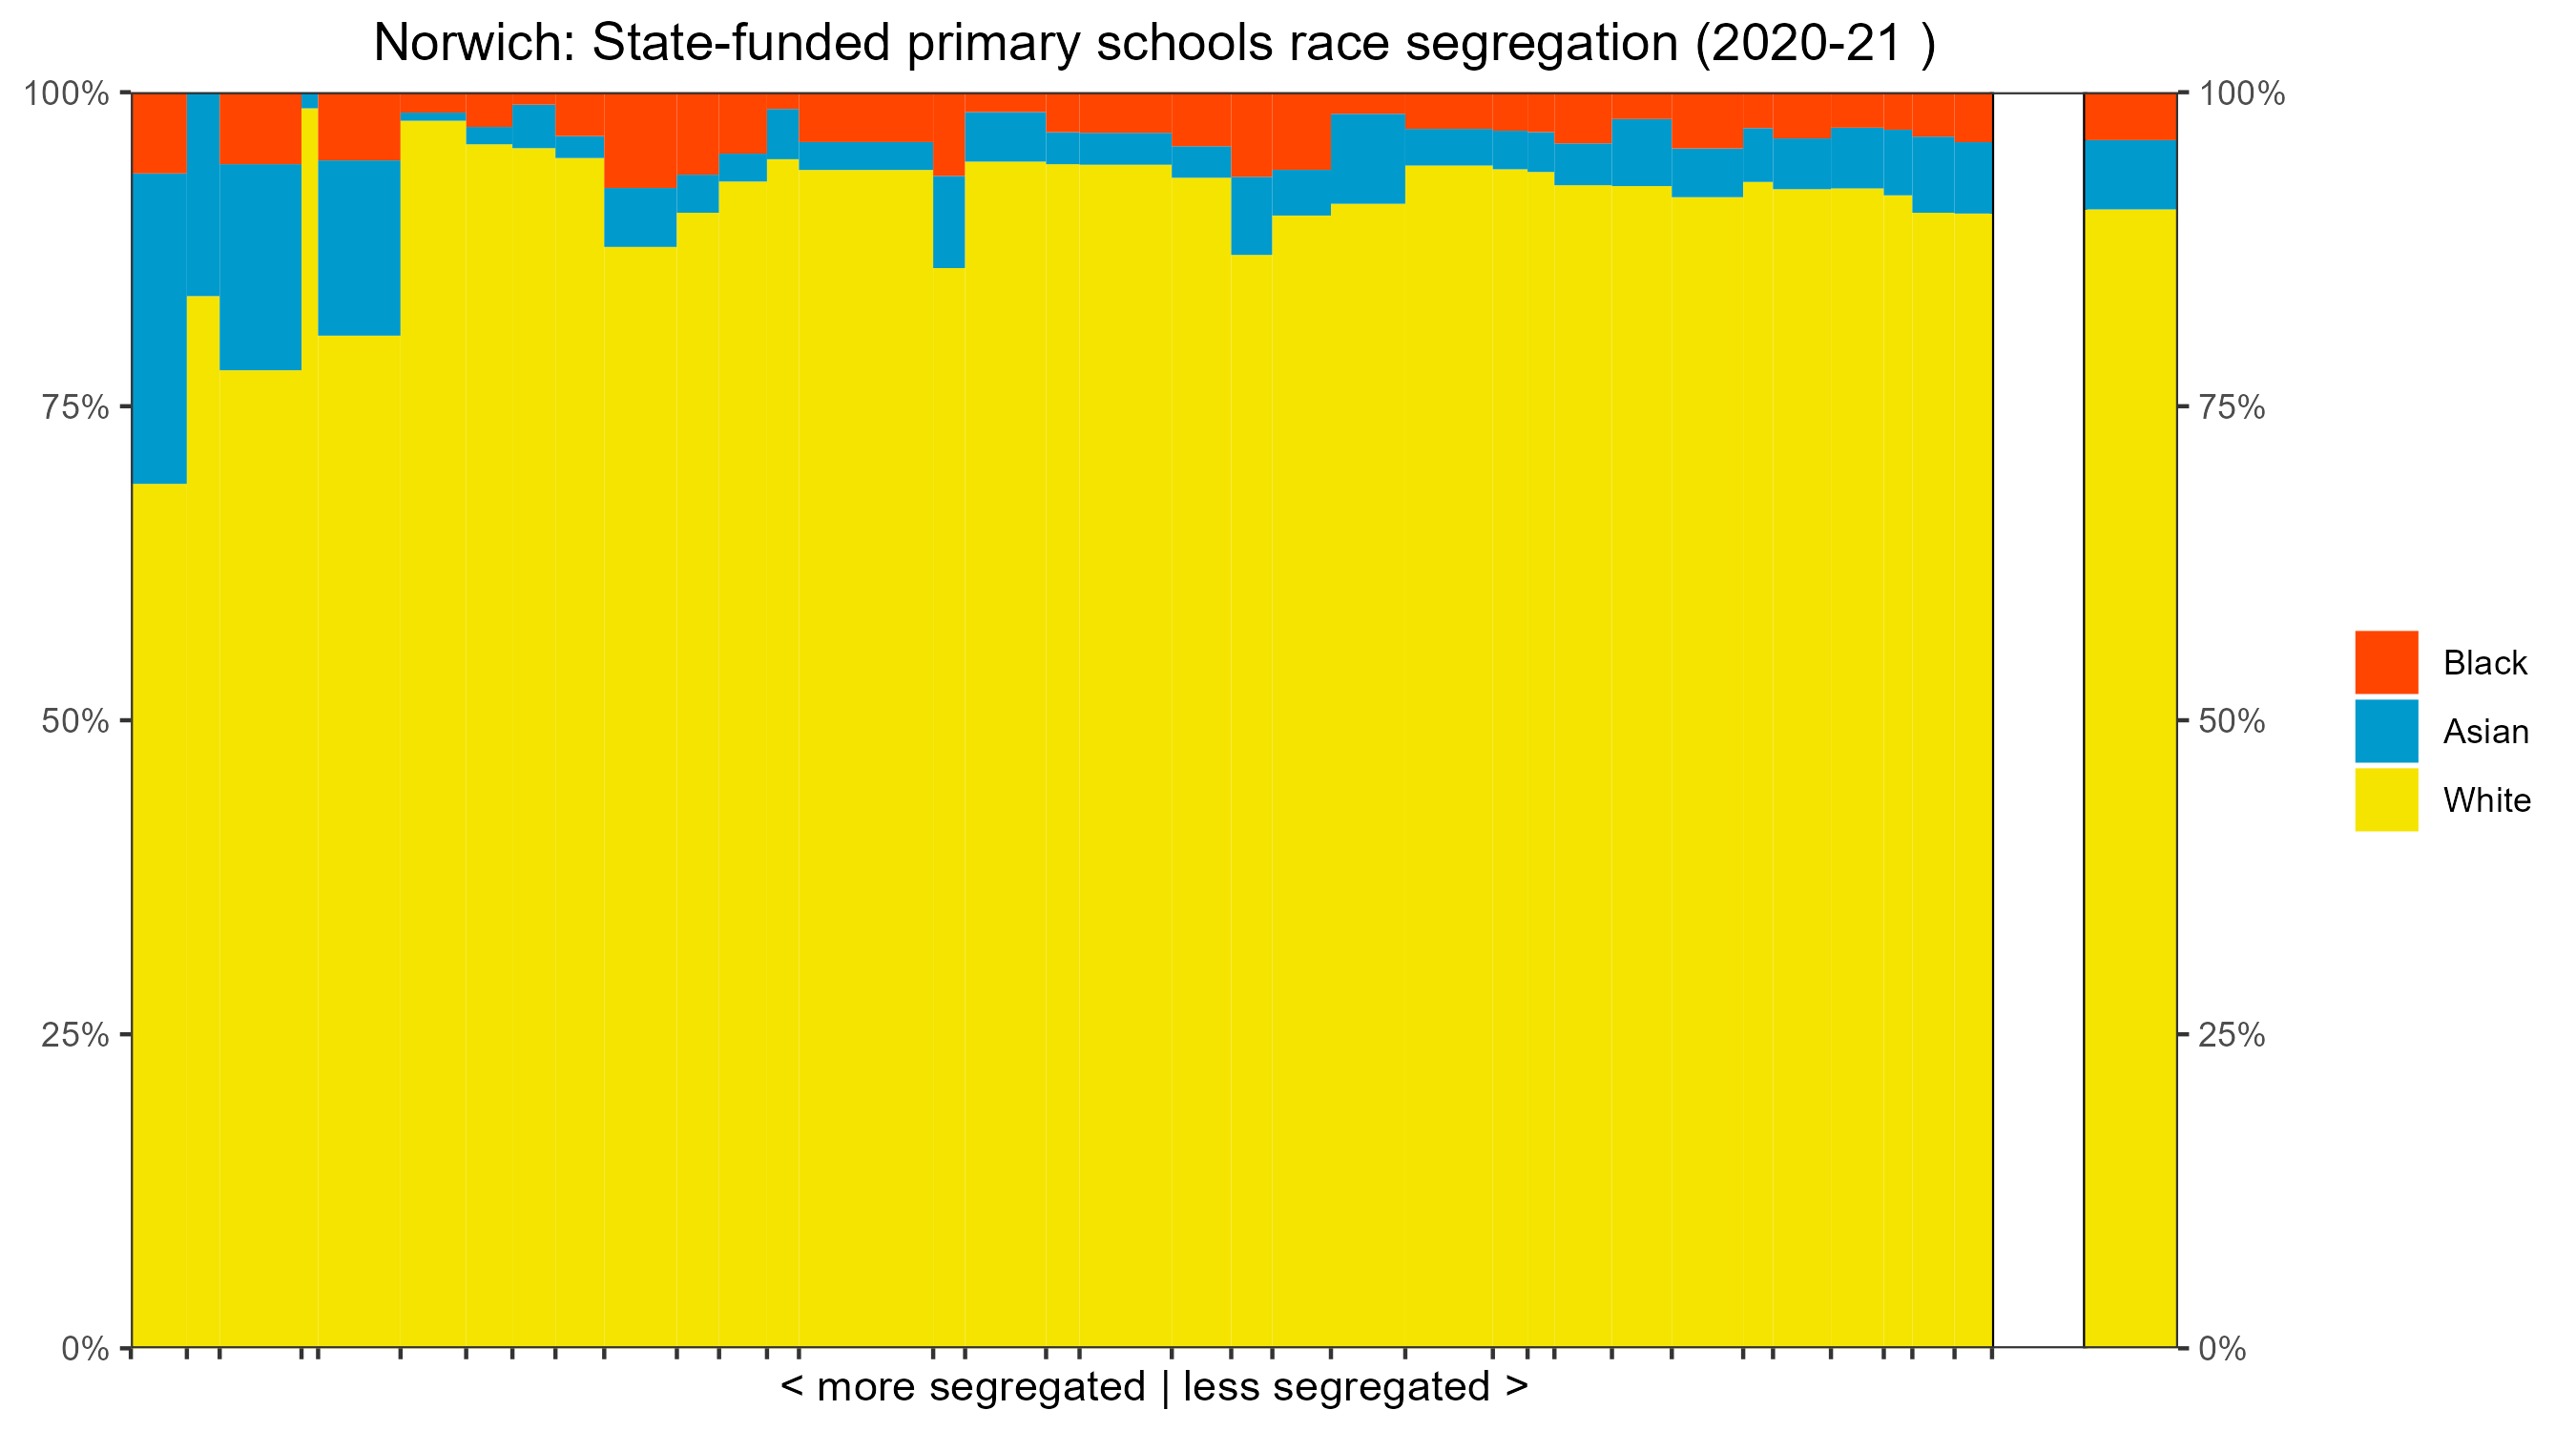 Norwich: State-funded primary schools race segregation (2020-21 )
100%
75%
50%
25%
0%
100%
75%
50%
25%
0%
Black
Asian
White
< more segregated | less segregated >